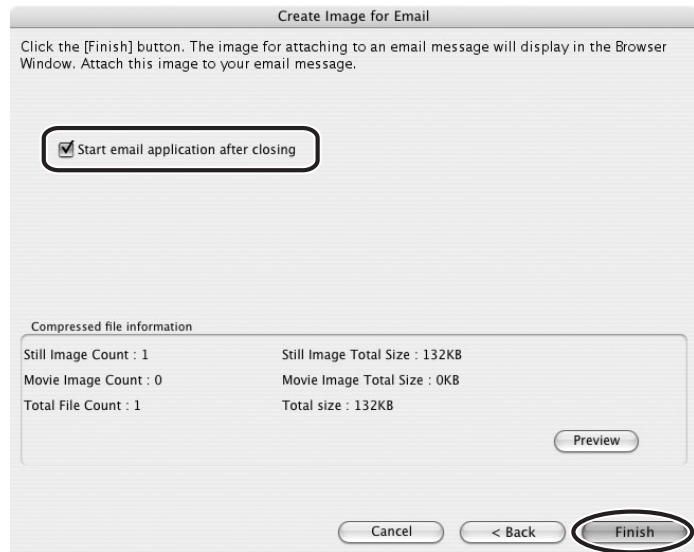 Create Image for Email
Click the [Finish] button. The image for attaching to an email message will display in the Browser
Window. Attach this image to your email message.
Start email application after closing
Compressed file information
Still Image Count : 1 Still Image Total Size : 132KB
Movie Image Count : 0 Movie Image Total Size : 0KB
Total File Count : 1 Total size : 132KB
Preview
Cancel < Back Finish